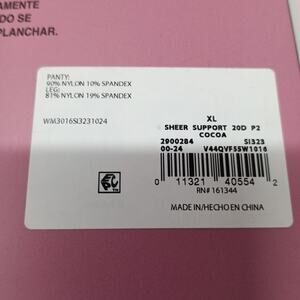 AMENTE
DO SE
PLANCHAR.
PANTY:
90% NYLON 10% SPANDEX
LEG:
81% NYLON 19% SPANDEX
WM3016SI3231024
XL
SHEER SUPPORT 20D P2
COCOA
2900284 SI323
00-24 V44QVF55W1016
0 11321 40554 2
RN# 161344
MADE IN/HECHO EN CHINA